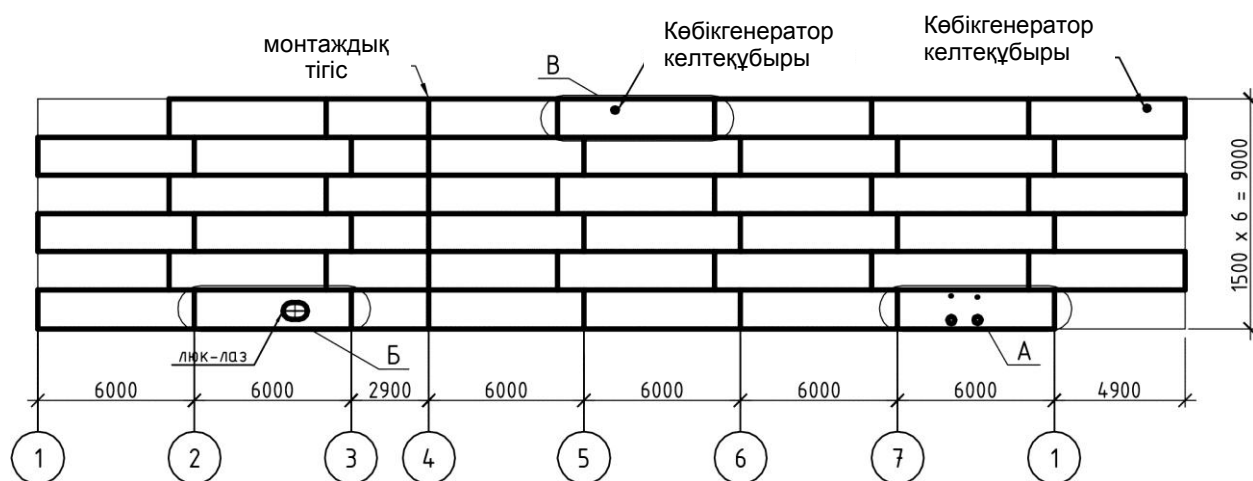 монтаждық
тігіс
В
Көбікгенератор
келтеқұбыры
Көбікгенератор
келтеқұбыры
1500 x 6 = 9000
люк-лаз
Б
А
6000
6000
2900
6000
6000
6000
6000
4900
1
2
3
4
5
6
7
1